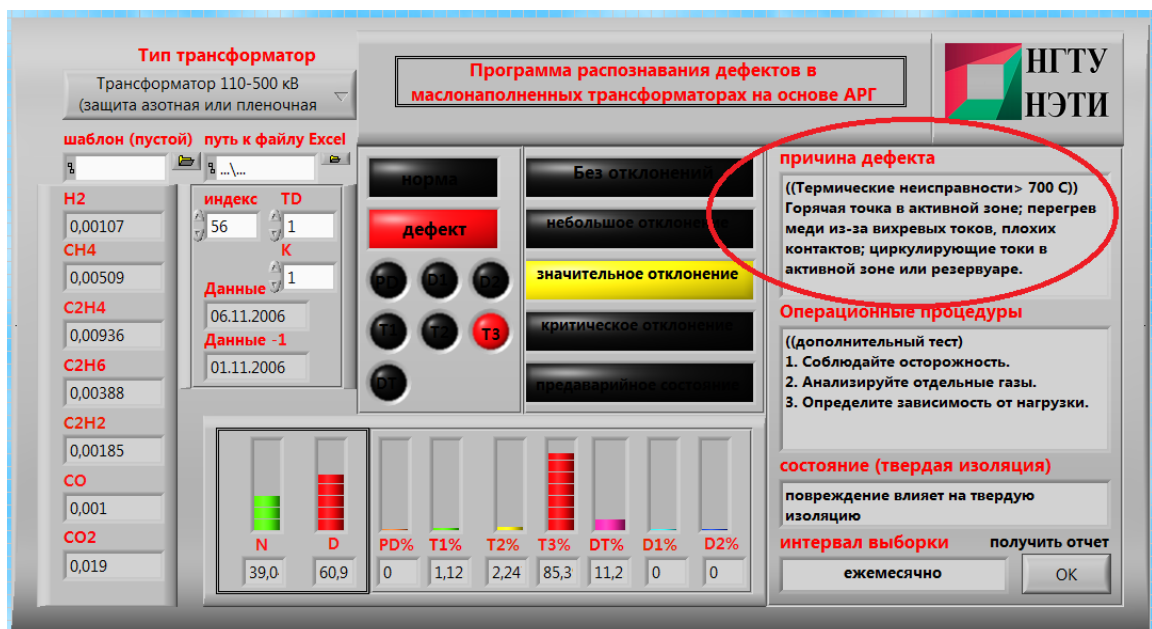 Тип трансформатор
Трансформатор 110-500 кВ
(защита азотная или пленочная
Программа распознавания дефектов в
маслонаполненных трансформаторах на основе АРГ
НГТУ
НЭТИ
шаблон (пустой)
путь к файлу Excel
...\...
H2
0,00107
CH4
0,00509
C2H4
0,00936
C2H6
0,00388
C2H2
0,00185
CO
0,001
CO2
0,019
индекс
56
TD
1
K
1
Данные
06.11.2006
Данные -1
01.11.2006
норма
дефект
PD D1 D2
T1 T2 T3
DT
Без отклонений
небольшое отклонение
значительное отклонение
критическое отклонение
предаварийное состояние
причина дефекта
((Термические неисправности> 700 C))
Горячая точка в активной зоне; перегрев
меди из-за вихревых токов, плохих
контактов; циркулирующие токи в
активной зоне или резервуаре.
Операционные процедуры
((дополнительный тест)
1. Соблюдайте осторожность.
2. Анализируйте отдельные газы.
3. Определите зависимость от нагрузки.
состояние (твердая изоляция)
повреждение влияет на твердую
изоляцию
интервал выборки
ежемесячно
получить отчет
OK
N D PD% T1% T2% T3% DT% D1% D2%
39,0 60,9 0 1,12 2,24 85,3 11,2 0 0